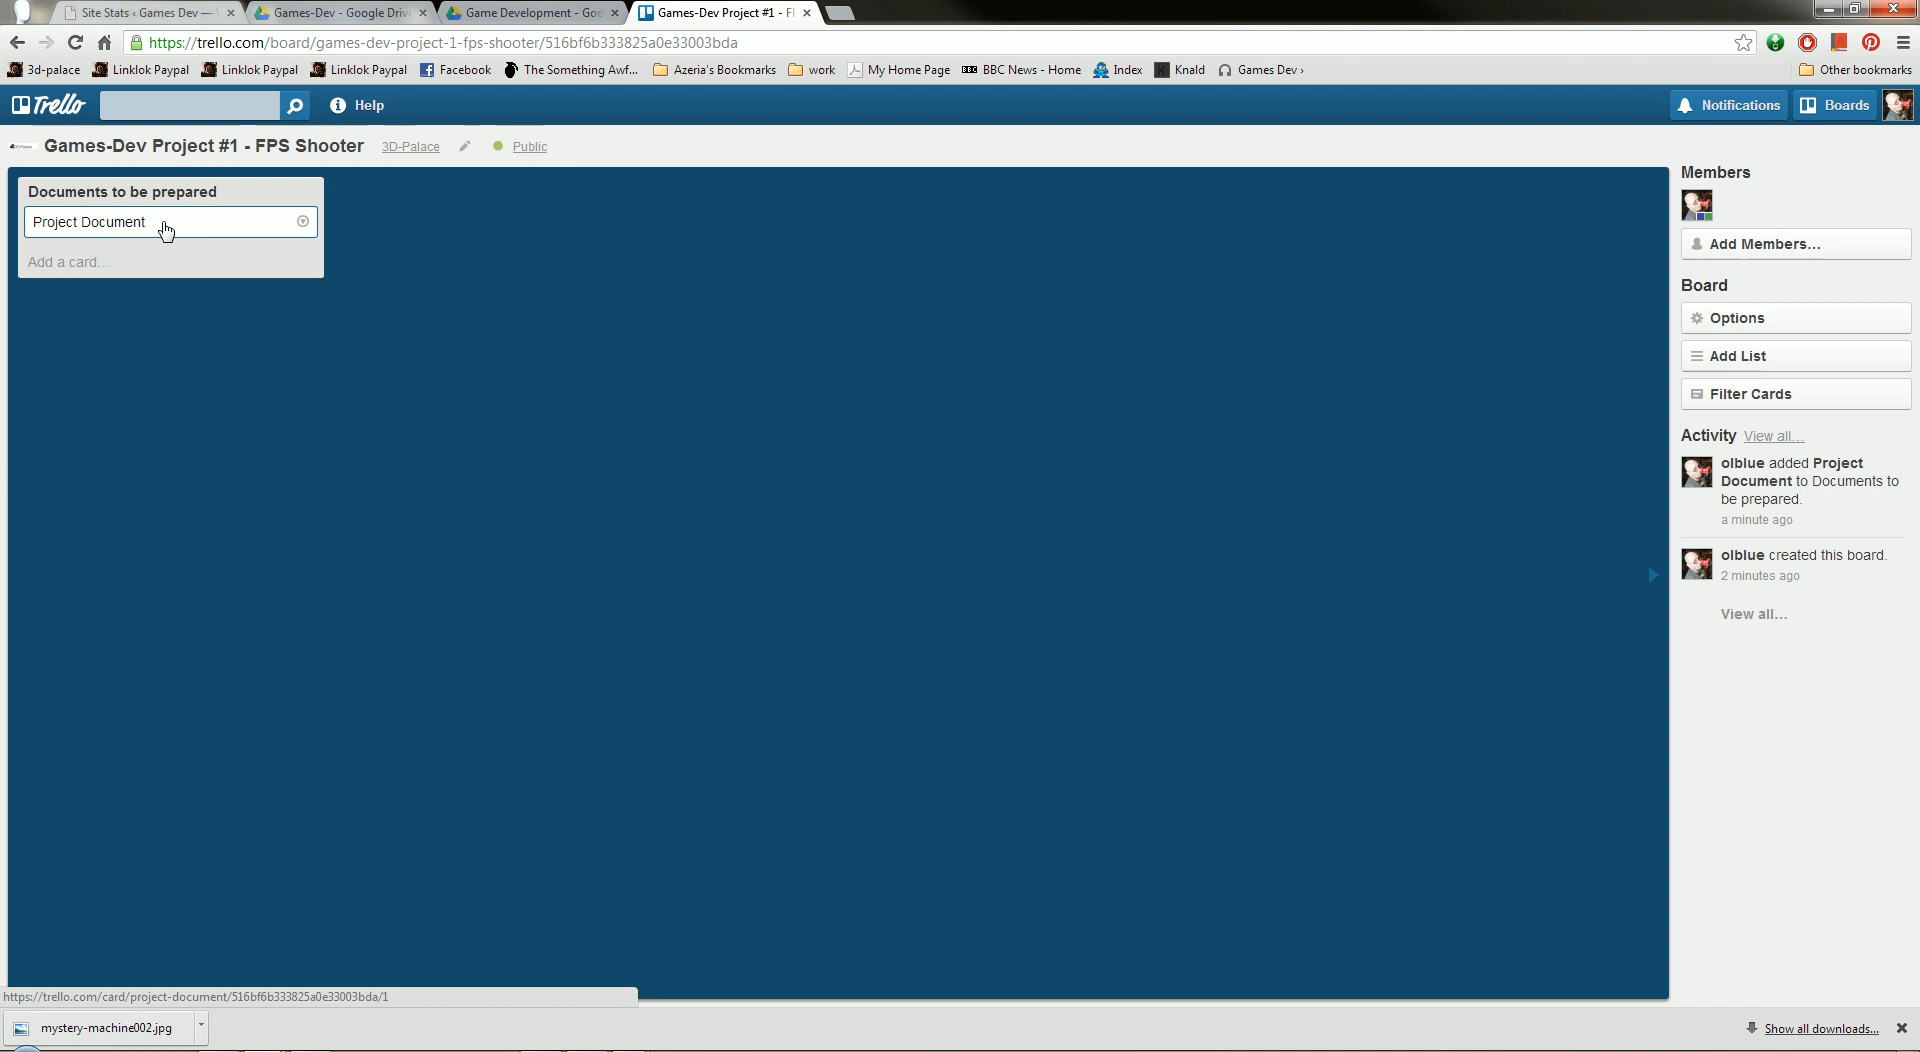 Site Stats ‹ Games Dev —
Games-Dev - Google Driv
Game Development - Goo
Games-Dev Project #1 - F
https://trello.com/board/games-dev-project-1-fps-shooter/516bf6b333825a0e33003bda
3d-palace
Linklok Paypal
Linklok Paypal
Linklok Paypal
Facebook
The Something Awf...
Azeria's Bookmarks
work
My Home Page
BBC News - Home
Index
Knald
Games Dev ›
Other bookmarks
Trello
Help
Notifications
Boards
Games-Dev Project #1 - FPS Shooter
3D-Palace
Public
Documents to be prepared
Project Document
Add a card...
Members
Add Members...
Board
Options
Add List
Filter Cards
Activity View all...
olblue added Project
Document to Documents to
be prepared.
a minute ago
olblue created this board.
2 minutes ago
View all...
https://trello.com/card/project-document/516bf6b333825a0e33003bda/1
mystery-machine002.jpg
Show all downloads...